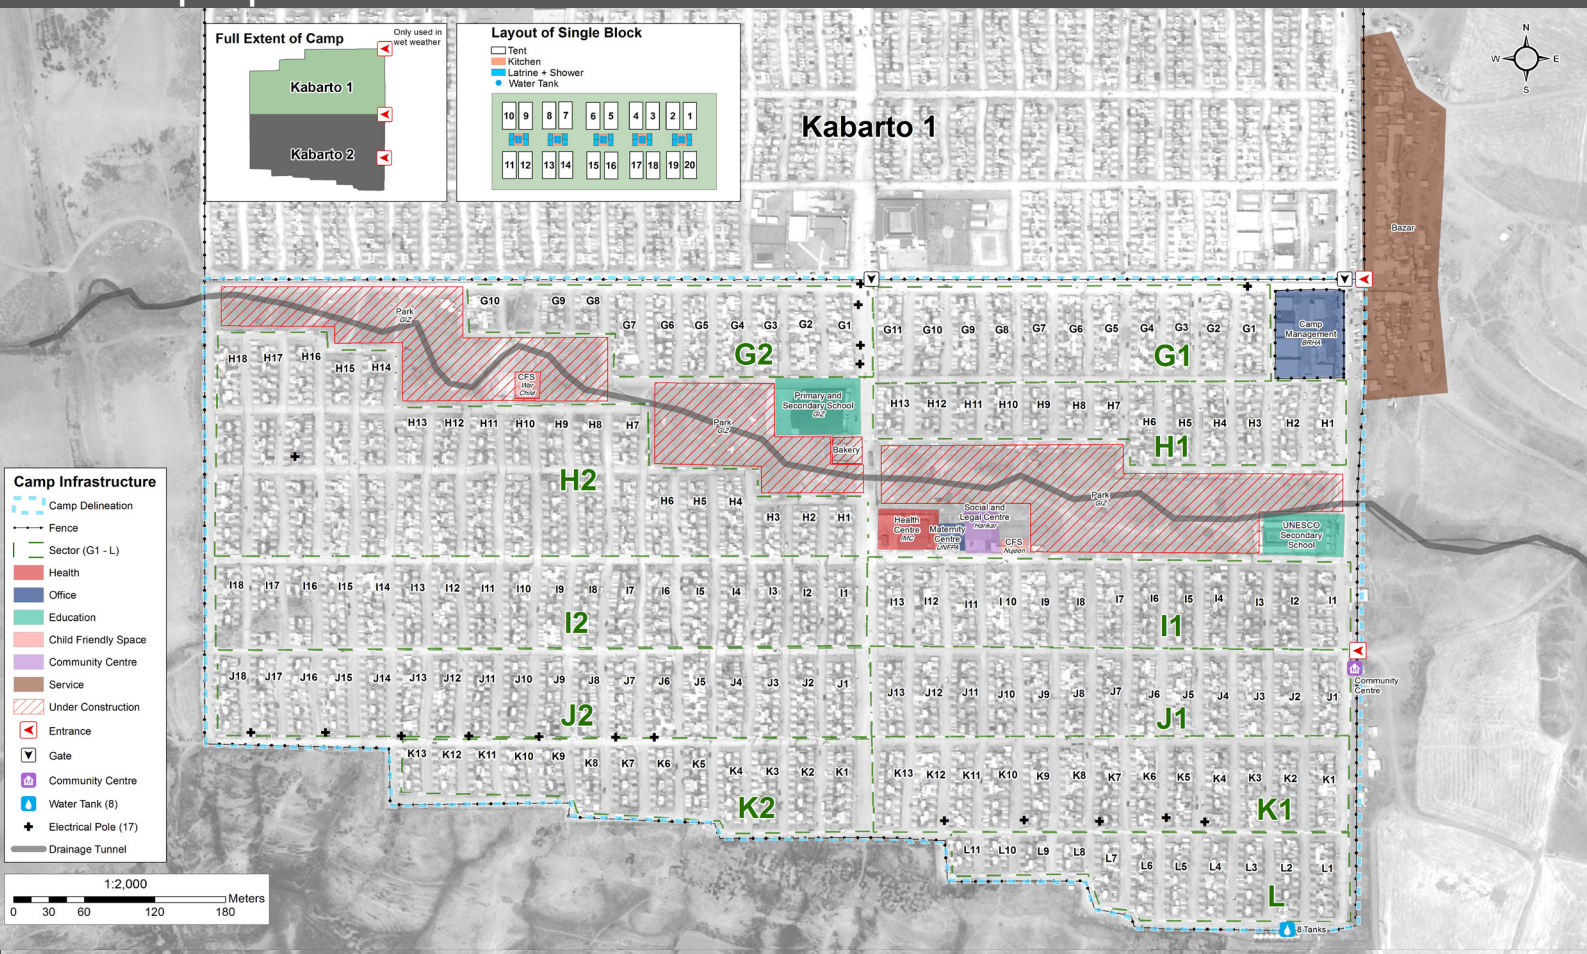 Full Extent of Camp
Only used in
wet weather
Kabarto 1
Kabarto 2
Layout of Single Block
Tent
Kitchen
Latrine + Shower
Water Tank
10 9 8 7 6 5 4 3 2 1
11 12 13 14 15 16 17 18 19 20
Kabarto 1
N
W E
S
Bazar
Park
GIZ
G10 G9 G8
G7 G6 G5 G4 G3 G2 G1
G2
G11 G10 G9 G8 G7 G6 G5 G4 G3 G2 G1
G1
Camp
Management
BRHA
H18 H17 H16
H15 H14
CFS
War
Child
Primary and
Secondary School
GIZ
H13 H12 H11 H10 H9 H8 H7
H6 H5 H4 H3 H2 H1
H1
H13 H12 H11 H10 H9 H8 H7
Park
GIZ
Bakery
H2
H6 H5 H4
H3 H2 H1
Park
GIZ
Health
Centre
IMC
Maternity
Centre
UNFPA
Social and
Legal Centre
Harikar
CFS
Nujeen
UNESCO
Secondary
School
I18 I17 I16 I15 I14 I13 I12 I11 I10 I9 I8 I7 I6 I5 I4 I3 I2 I1
I2
I13 I12 I11 I10 I9 I8 I7 I6 I5 I4 I3 I2 I1
I1
J18 J17 J16 J15 J14 J13 J12 J11 J10 J9 J8 J7 J6 J5 J4 J3 J2 J1
J2
J13 J12 J11 J10 J9 J8 J7 J6 J5 J4 J3 J2 J1
J1
Community
Centre
K13 K12 K11 K10 K9 K8 K7 K6 K5 K4 K3 K2 K1
K2
K13 K12 K11 K10 K9 K8 K7 K6 K5 K4 K3 K2 K1
K1
L11 L10 L9 L8 L7 L6 L5 L4 L3 L2 L1
L
8 Tanks
Camp Infrastructure
Camp Delineation
Fence
Sector (G1 - L)
Health
Office
Education
Child Friendly Space
Community Centre
Service
Under Construction
Entrance
Gate
Community Centre
Water Tank (8)
Electrical Pole (17)
Drainage Tunnel
1:2,000
Meters
0 30 60 120 180